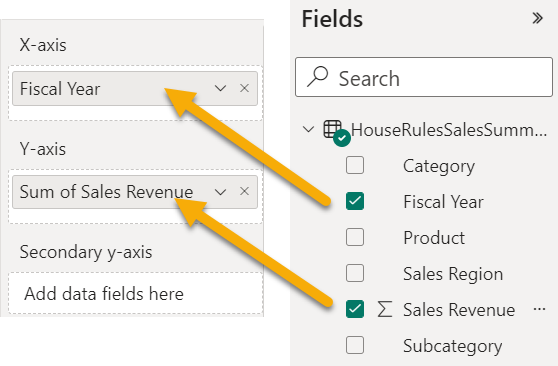 X-axis
Fiscal Year
Y-axis
Sum of Sales Revenue
Secondary y-axis
Add data fields here
Fields
Search
HouseRulesSalesSumm...
Category
Fiscal Year
Product
Sales Region
Sales Revenue
Subcategory